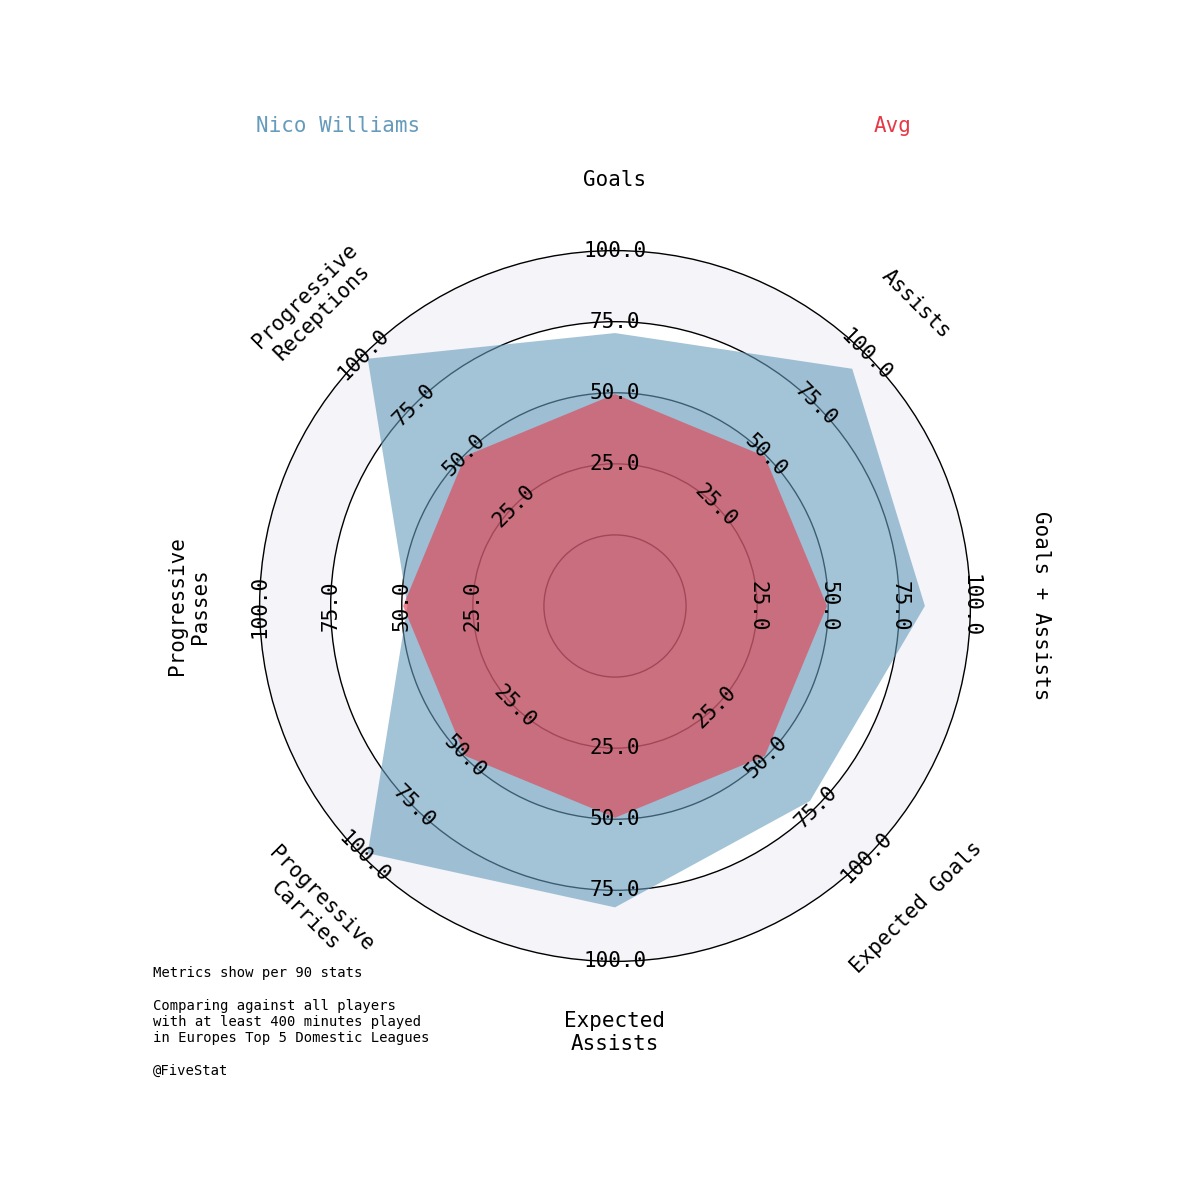 Nico Williams
Avg
Goals
Assists
Goals + Assists
Expected Goals
Expected
Assists
Progressive
Carries
Progressive
Passes
Progressive
Receptions
100.0
75.0
50.0
25.0
100.0
75.0
50.0
25.0
100.0
75.0
50.0
25.0
100.0
75.0
50.0
25.0
100.0
75.0
50.0
25.0
100.0
75.0
50.0
25.0
100.0
75.0
50.0
25.0
100.0
75.0
50.0
25.0
Metrics show per 90 stats
Comparing against all players
with at least 400 minutes played
in Europes Top 5 Domestic Leagues
@FiveStat